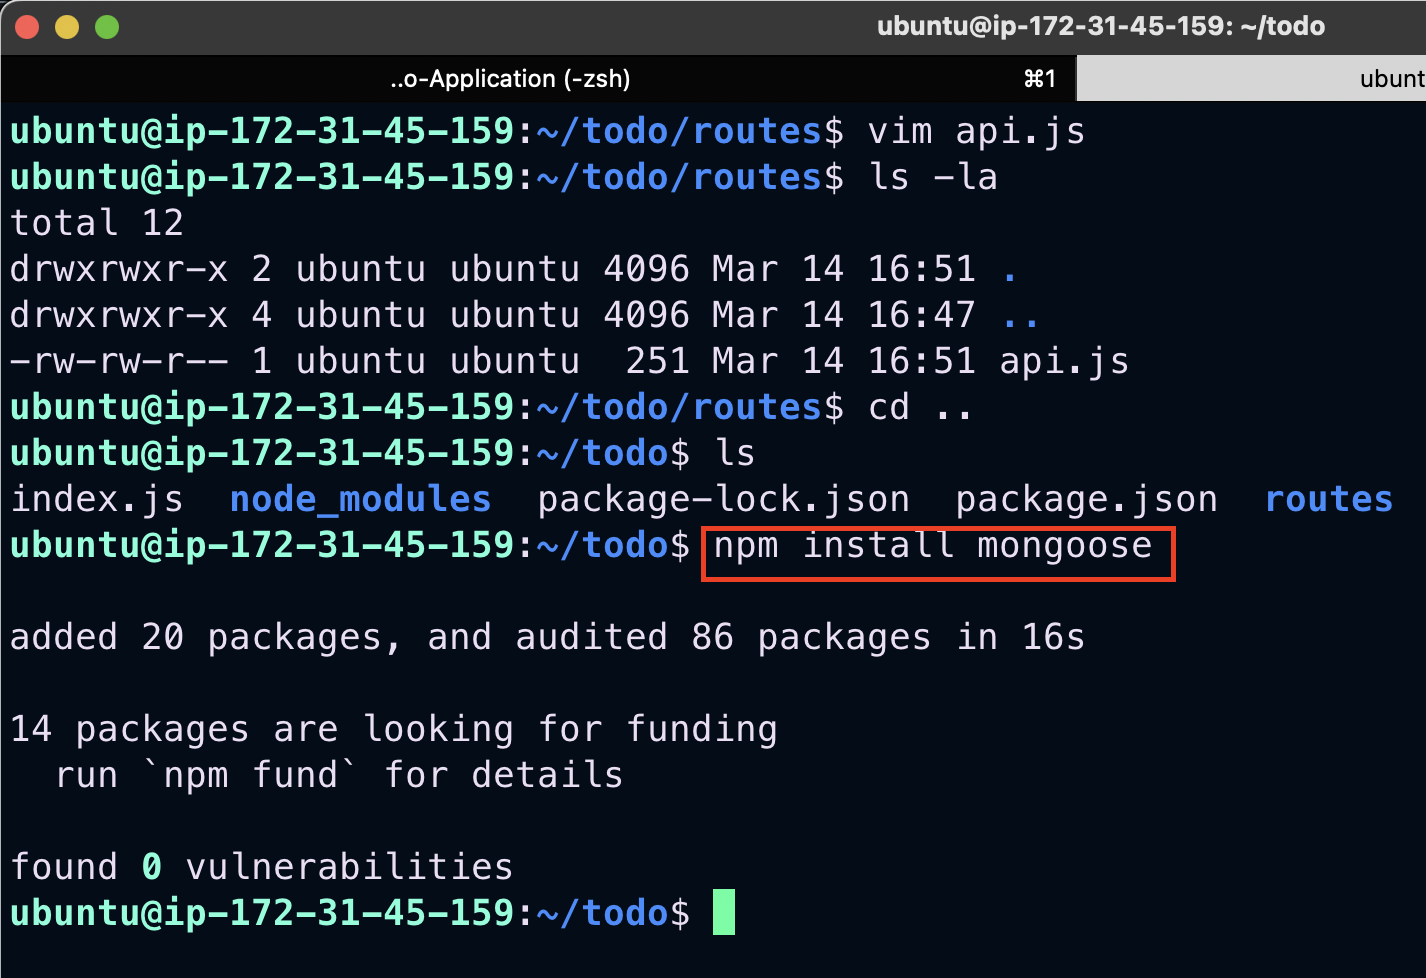 ubuntu@ip-172-31-45-159: ~/todo
..o-Application (-zsh) ⌘1 ubunt
ubuntu@ip-172-31-45-159:~/todo/routes$ vim api.js
ubuntu@ip-172-31-45-159:~/todo/routes$ ls -la
total 12
drwxrwxr-x 2 ubuntu ubuntu 4096 Mar 14 16:51 .
drwxrwxr-x 4 ubuntu ubuntu 4096 Mar 14 16:47 ..
-rw-rw-r-- 1 ubuntu ubuntu  251 Mar 14 16:51 api.js
ubuntu@ip-172-31-45-159:~/todo/routes$ cd ..
ubuntu@ip-172-31-45-159:~/todo$ ls
index.js  node_modules  package-lock.json  package.json  routes
ubuntu@ip-172-31-45-159:~/todo$ npm install mongoose
added 20 packages, and audited 86 packages in 16s
14 packages are looking for funding
  run `npm fund` for details
found 0 vulnerabilities
ubuntu@ip-172-31-45-159:~/todo$